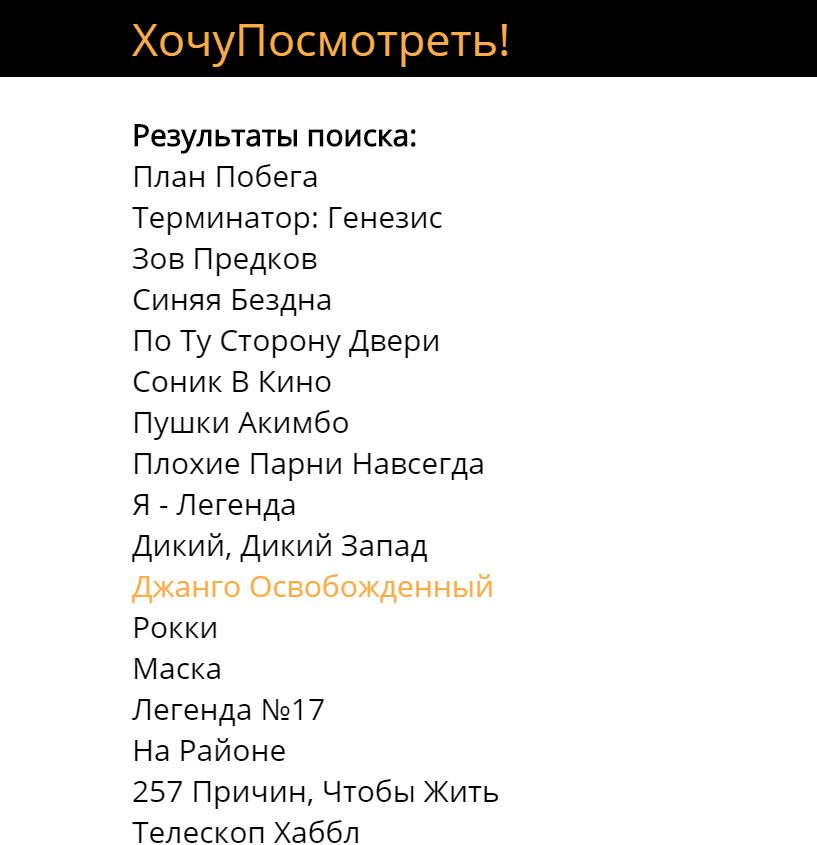 ХочуПосмотреть!
Результаты поиска:
План Побега
Терминатор: Генезис
Зов Предков
Синяя Бездна
По Ту Сторону Двери
Соник В Кино
Пушки Акимбо
Плохие Парни Навсегда
Я - Легенда
Дикий, Дикий Запад
Джанго Освобожденный
Рокки
Маска
Легенда №17
На Районе
257 Причин, Чтобы Жить
Телескоп Хаббл